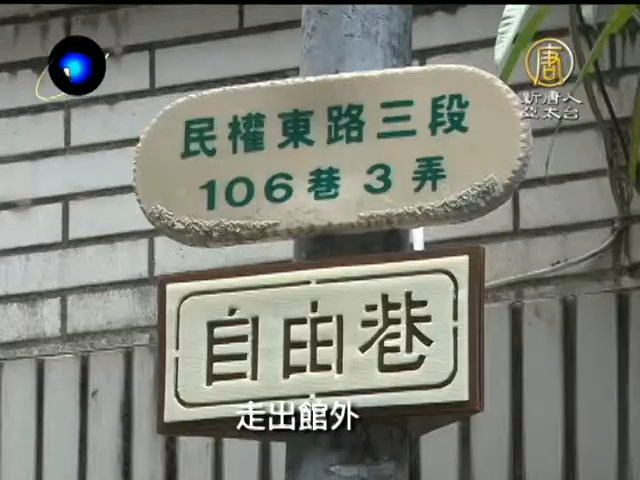 新唐人
亞太台
民權東路三段
106巷3弄
自由巷
走出館外